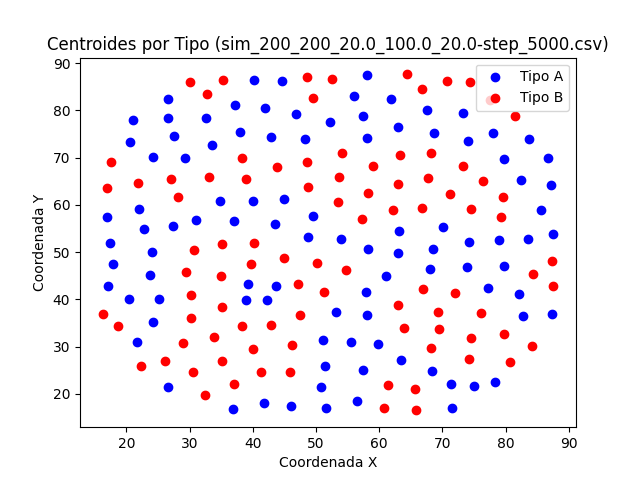 Centroides por Tipo (sim_200_200_20.0_100.0_20.0-step_5000.csv)
Tipo A
Tipo B
90
80
70
60
50
40
30
20
Coordenada Y
20 30 40 50 60 70 80 90
Coordenada X